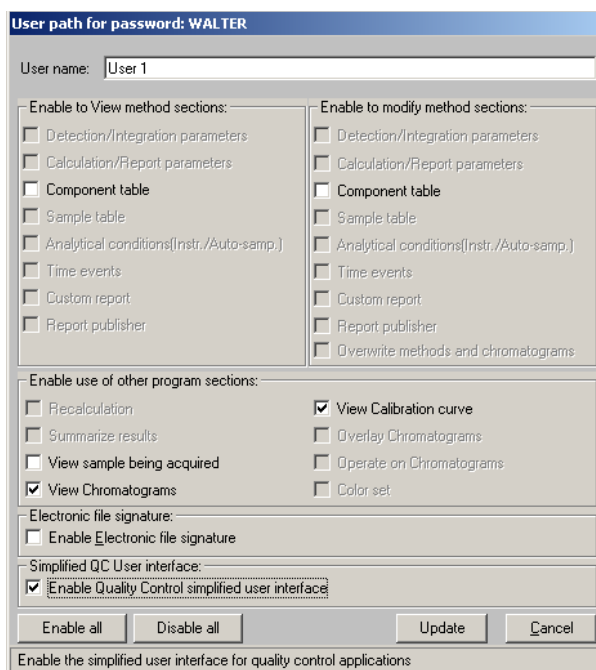 User path for password: WALTER
User name: User 1
Enable to View method sections:
Detection/Integration parameters
Calculation/Report parameters
Component table
Sample table
Analytical conditions(Instr./Auto-samp.)
Time events
Custom report
Report publisher
Enable to modify method sections:
Detection/Integration parameters
Calculation/Report parameters
Component table
Sample table
Analytical conditions(Instr./Auto-samp.)
Time events
Custom report
Report publisher
Overwrite methods and chromatograms
Enable use of other program sections:
Recalculation
Summarize results
View sample being acquired
View Chromatograms
View Calibration curve
Overlay Chromatograms
Operate on Chromatograms
Color set
Electronic file signature:
Enable Electronic file signature
Simplified QC User interface:
Enable Quality Control simplified user interface
Enable all Disable all Update Cancel
Enable the simplified user interface for quality control applications